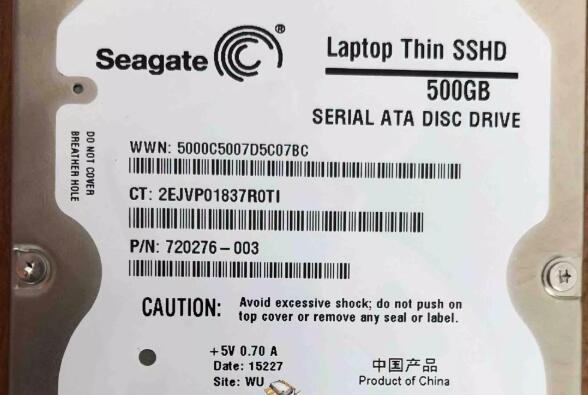 Seagate ®
Laptop Thin SSHD
500GB
SERIAL ATA DISC DRIVE
DO NOT COVER
BREATHER HOLE
WWN: 5000C5007D5C07BC
CT: 2EJVP01837R0TI
P/N: 720276-003
CAUTION: Avoid excessive shock; do not push on
top cover or remove any seal or label.
+5V 0.70 A
Date: 15227
Site: WU
中国产品
Product of China